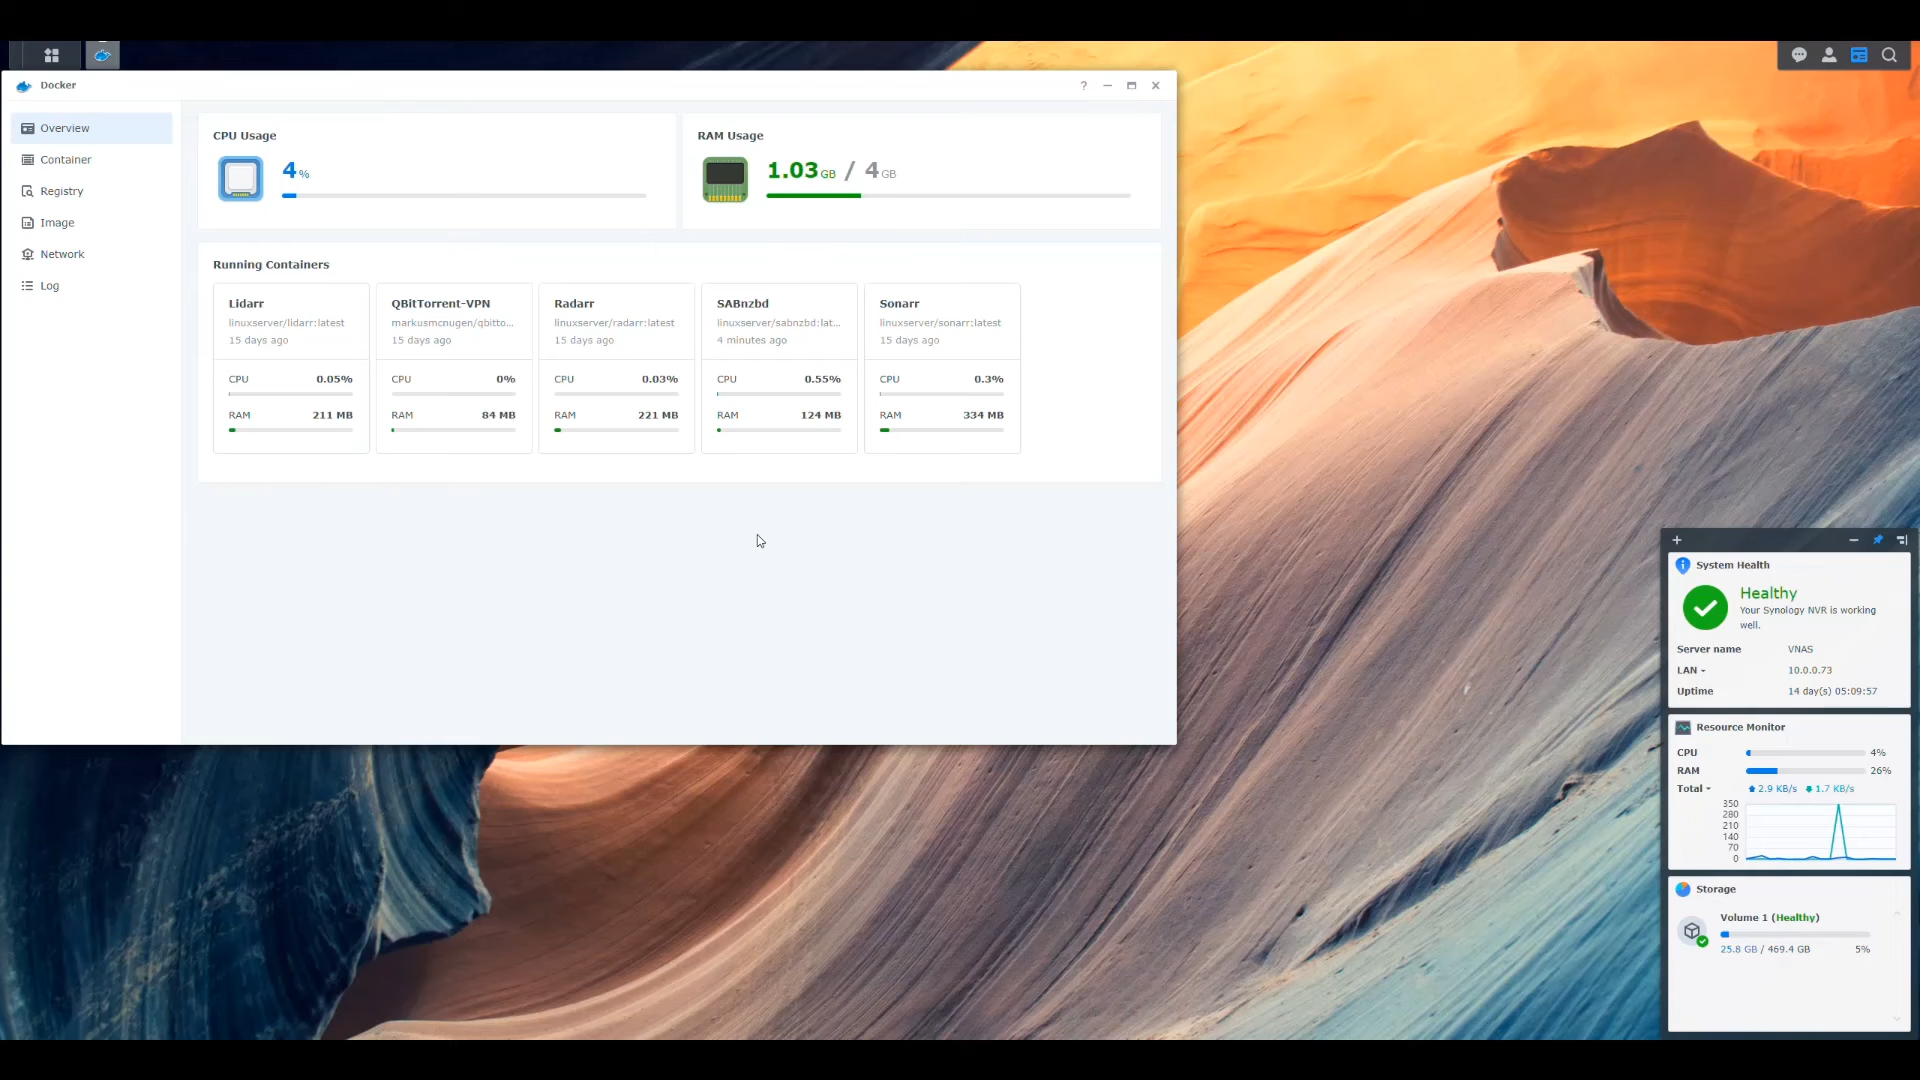 Docker
?
Overview
Container
Registry
Image
Network
Log
CPU Usage
4%
RAM Usage
1.03GB / 4GB
Running Containers
Lidarr
linuxserver/lidarr:latest
15 days ago
CPU 0.05%
RAM 211 MB
QBitTorrent-VPN
markusmcnugen/qbitto...
15 days ago
CPU 0%
RAM 84 MB
Radarr
linuxserver/radarr:latest
15 days ago
CPU 0.03%
RAM 221 MB
SABnzbd
linuxserver/sabnzbd:lat...
4 minutes ago
CPU 0.55%
RAM 124 MB
Sonarr
linuxserver/sonarr:latest
15 days ago
CPU 0.3%
RAM 334 MB
System Health
Healthy
Your Synology NVR is working
well.
Server name VNAS
LAN 10.0.0.73
Uptime 14 day(s) 05:09:57
Resource Monitor
CPU 4%
RAM 26%
Total 2.9 KB/s 1.7 KB/s
350
280
210
140
70
0
Storage
Volume 1 (Healthy)
25.8 GB / 469.4 GB 5%